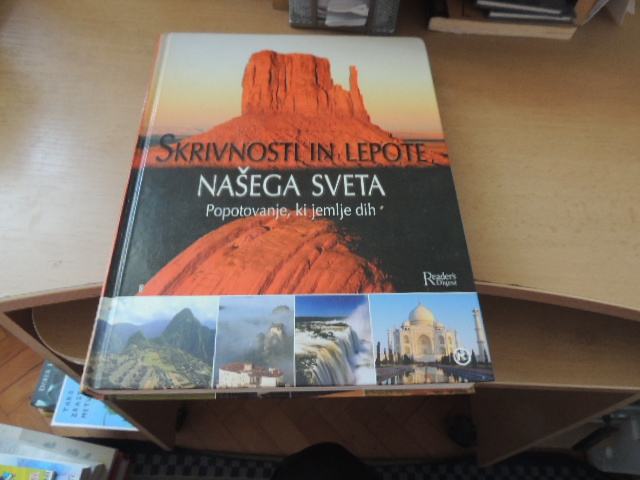 SKRIVNOSTI IN LEPOTE
NAŠEGA SVETA
Popotovanje, ki jemlje dih
Reader's
Digest